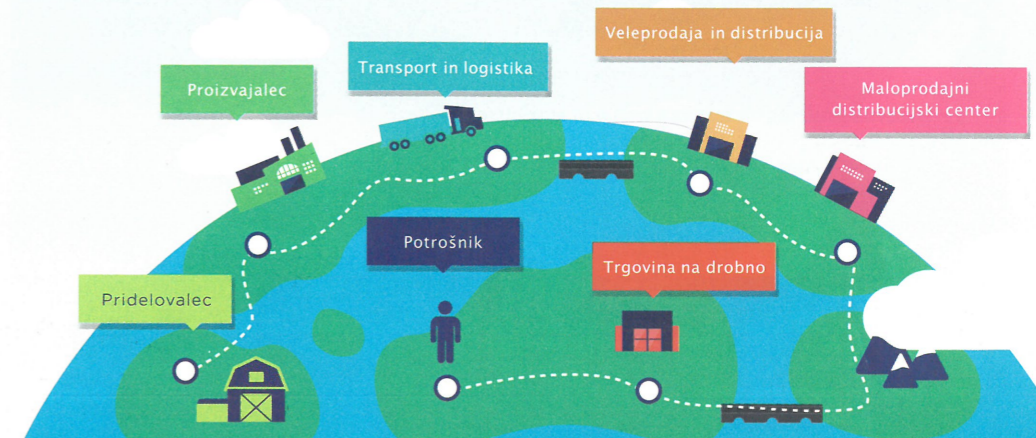 Veleprodaja in distribucija
Transport in logistika
Proizvajalec
Maloprodajni
distribucijski center
Potrošnik
Trgovina na drobno
Pridelovalec